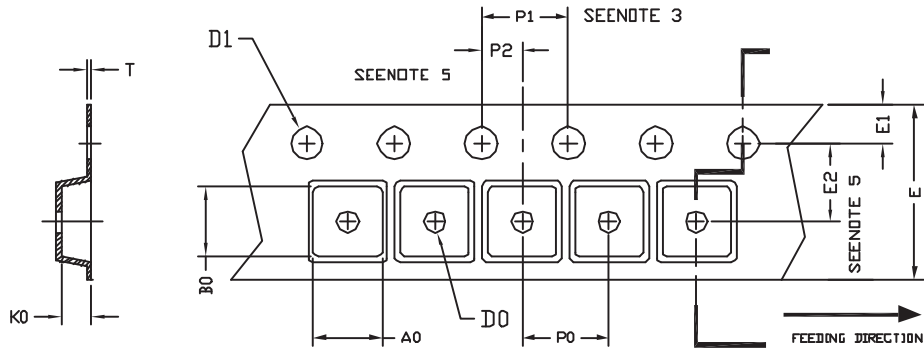 P1
SEENOTE 3
D1
P2
T
SEENOTE 5
E1
E2
E
SEENOTE 5
B0
K0
A0
D0
P0
FEEDING DIRECTION